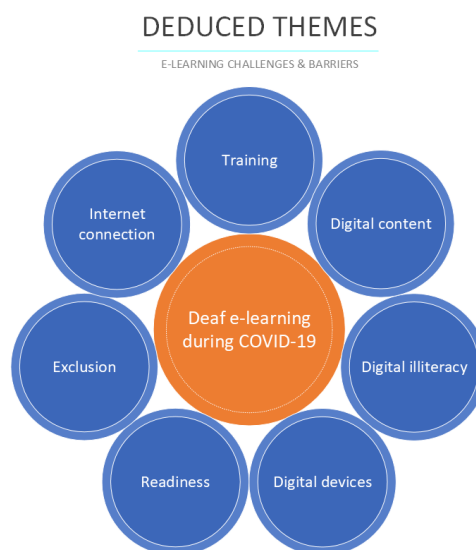 DEDUCED THEMES
E-LEARNING CHALLENGES & BARRIERS
Training
Digital content
Digital illiteracy
Digital devices
Readiness
Exclusion
Internet
connection
Deaf e-learning
during COVID-19